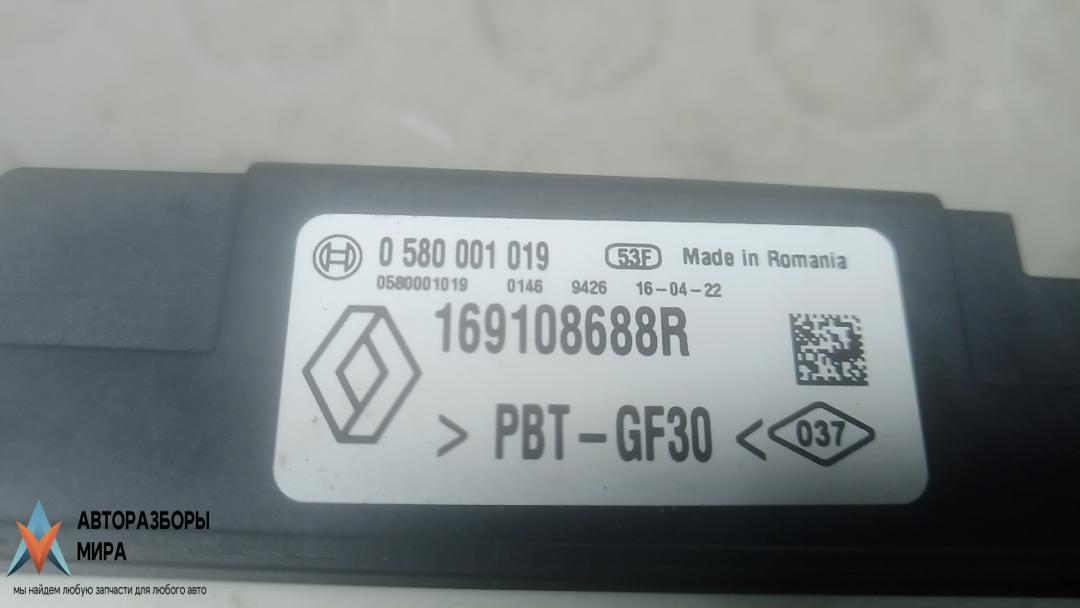 0 580 001 019 53F Made in Romania
0580001019 0146 9426 16-04-22
169108688R
> PBT-GF30 < 037
АВТОРАЗБОРЫ
МИРА
мы найдем любую запчасти для любого авто